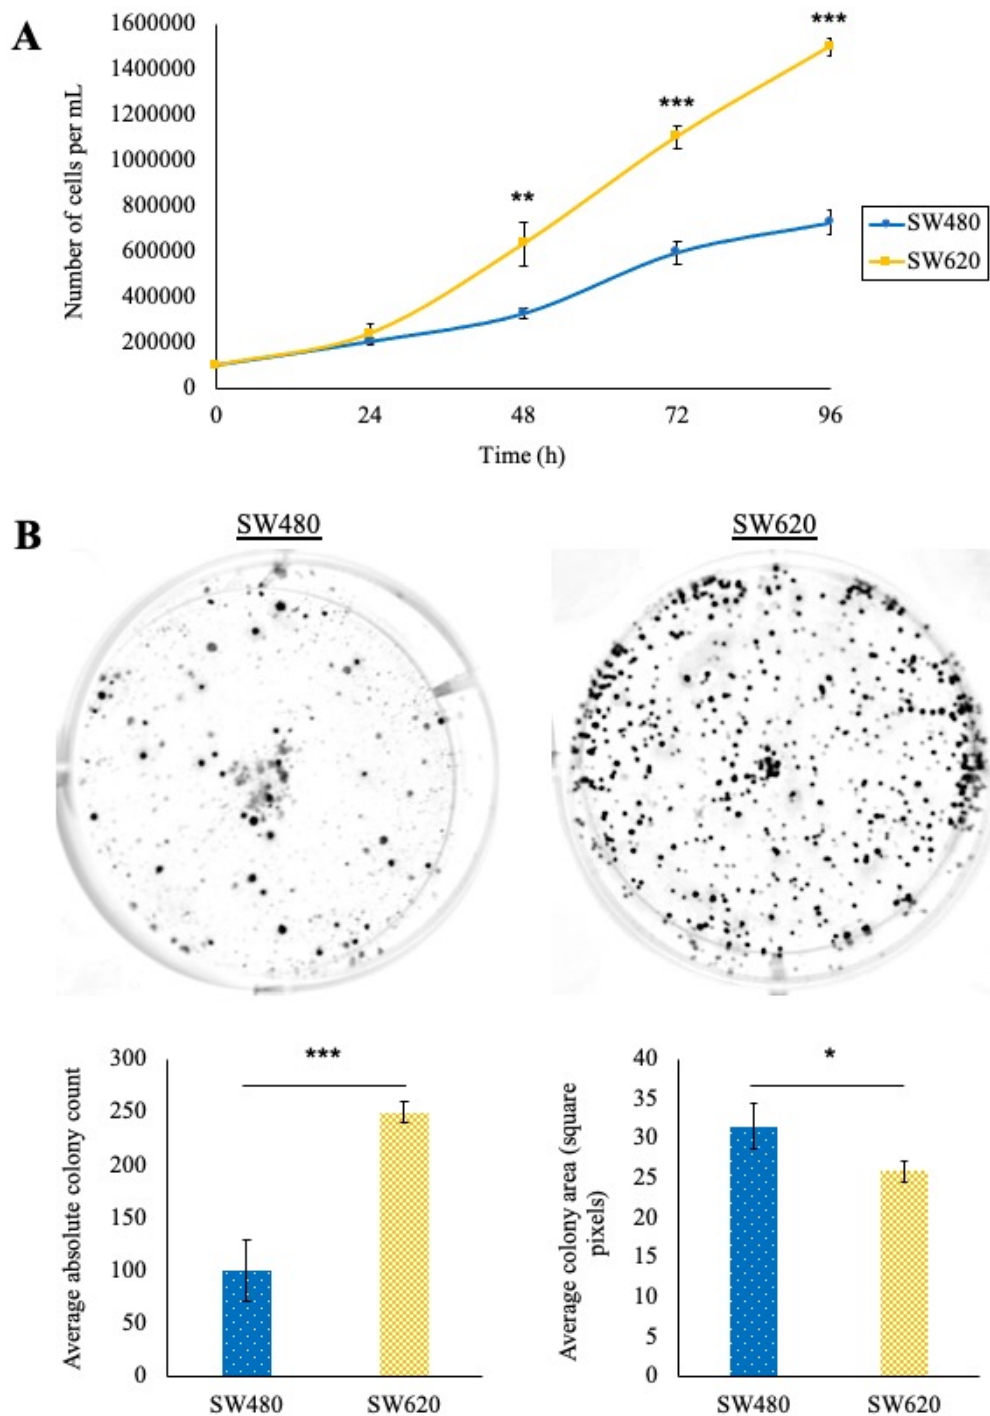 A
1600000
1400000
1200000
1000000
800000
600000
400000
200000
0
Number of cells per mL
**
***
***
0 24 48 72 96
Time (h)
SW480
SW620
B
SW480 SW620
300
250
200
150
100
50
0
Average absolute colony count
***
SW480 SW620
40
35
30
25
20
15
10
5
0
Average colony area (square
pixels)
*
SW480 SW620